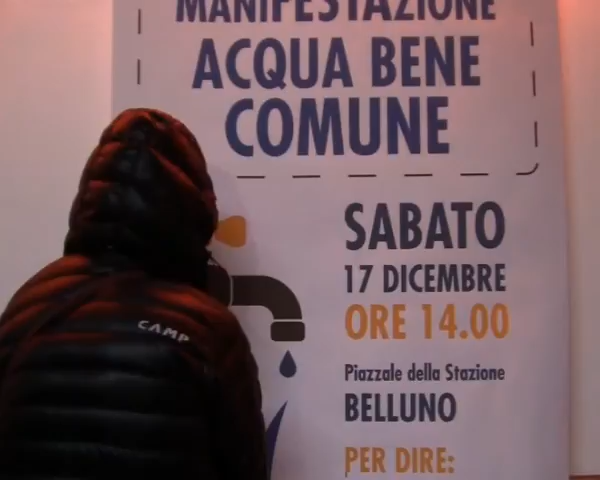 MANIFESTAZIONE
ACQUA BENE
COMUNE
SABATO
17 DICEMBRE
ORE 14.00
Piazzale della Stazione
BELLUNO
PER DIRE:
CAMP